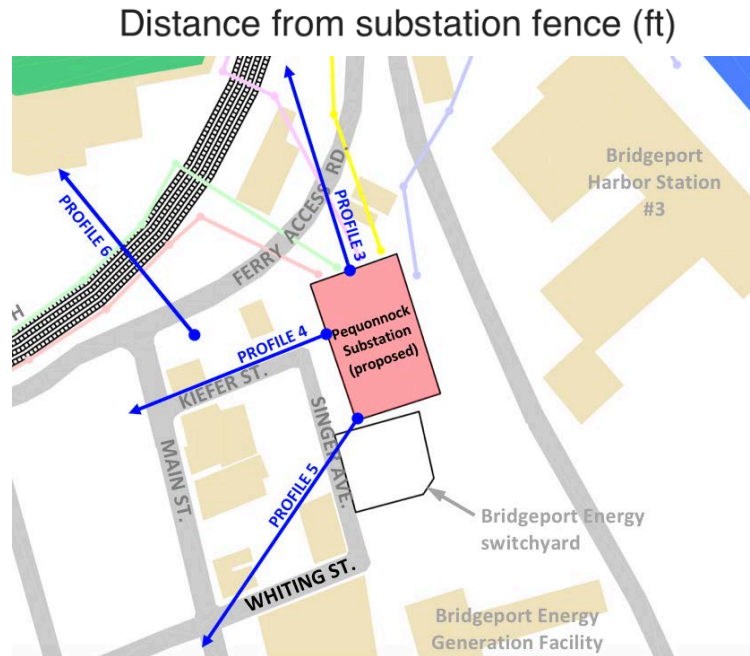 Distance from substation fence (ft)
Bridgeport
Harbor Station
#3
PROFILE 6
FERRY ACCESS RD.
PROFILE 3
H
Pequonnock
Substation
(proposed)
PROFILE 4
KIEFER ST.
MAIN ST.
SINGER AVE.
PROFILE 5
Bridgeport Energy
switchyard
WHITING ST.
Bridgeport Energy
Generation Facility